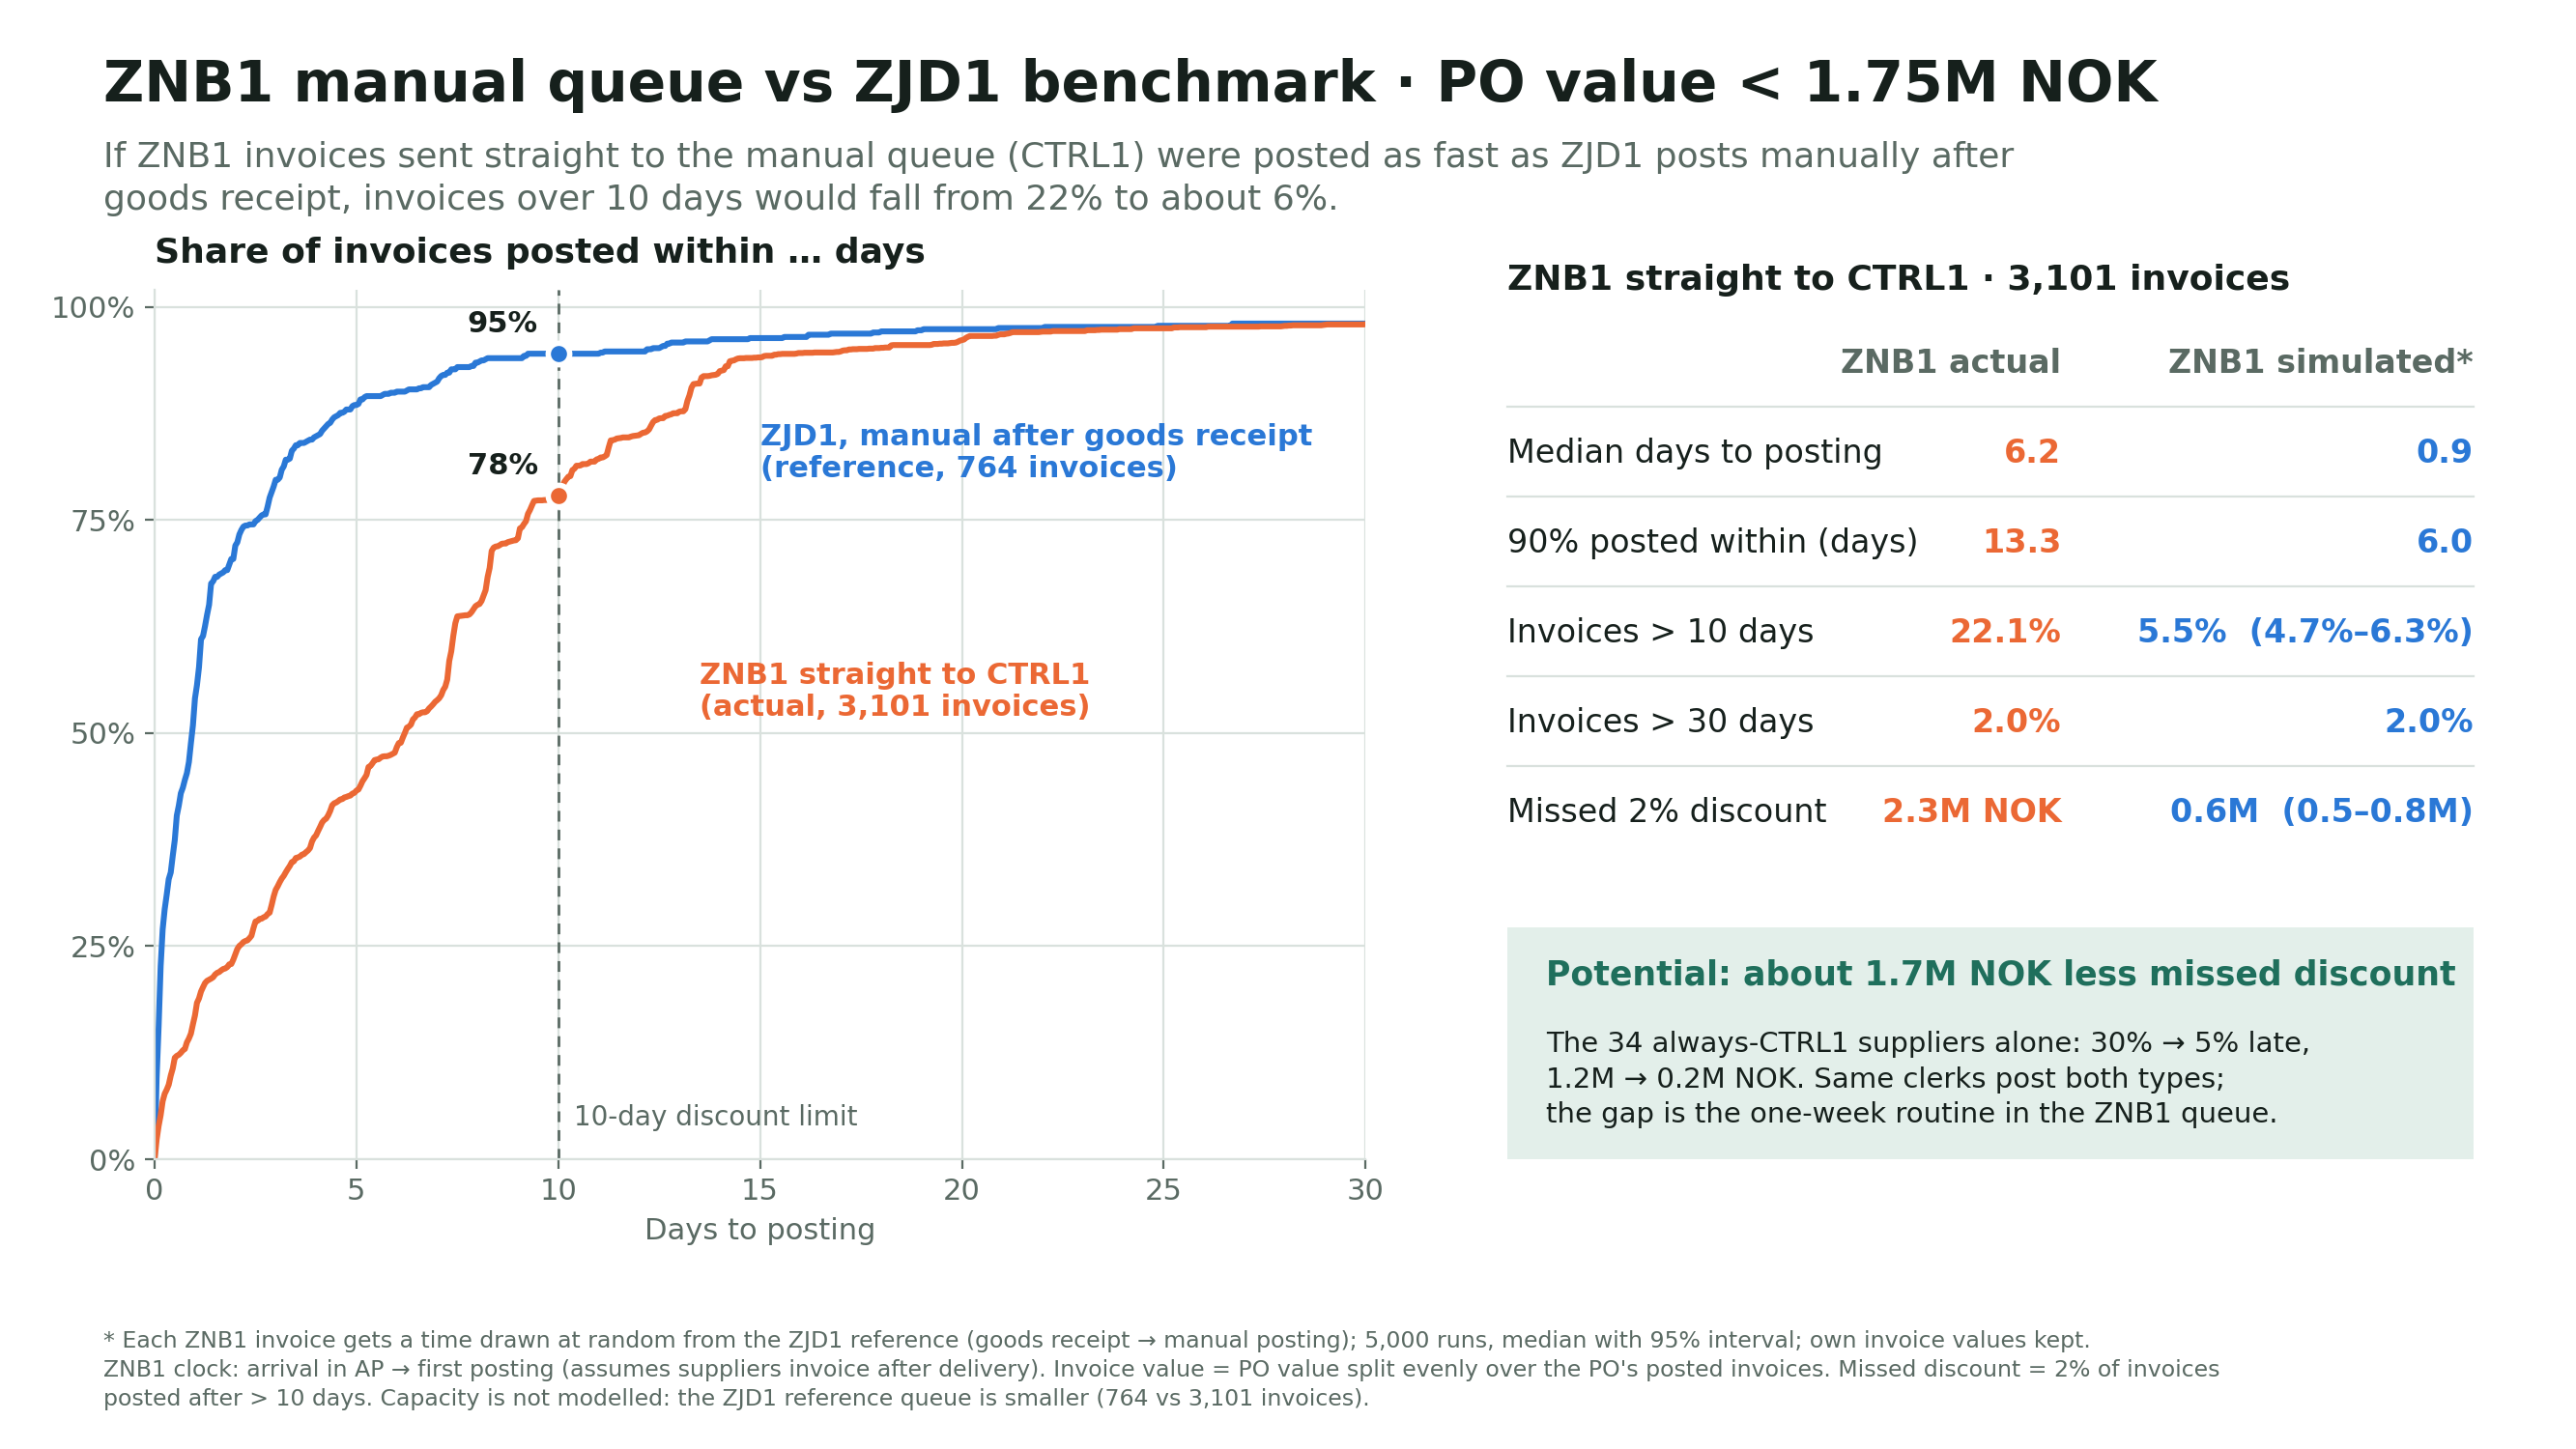 ZNB1 manual queue vs ZJD1 benchmark · PO value < 1.75M NOK
If ZNB1 invoices sent straight to the manual queue (CTRL1) were posted as fast as ZJD1 posts manually after
goods receipt, invoices over 10 days would fall from 22% to about 6%.
Share of invoices posted within … days
100%
75%
50%
25%
0%
95%
78%
ZJD1, manual after goods receipt
(reference, 764 invoices)
ZNB1 straight to CTRL1
(actual, 3,101 invoices)
10-day discount limit
0 5 10 15 20 25 30
Days to posting
ZNB1 straight to CTRL1 · 3,101 invoices
ZNB1 actual ZNB1 simulated*
Median days to posting 6.2 0.9
90% posted within (days) 13.3 6.0
Invoices > 10 days 22.1% 5.5% (4.7%–6.3%)
Invoices > 30 days 2.0% 2.0%
Missed 2% discount 2.3M NOK 0.6M (0.5–0.8M)
Potential: about 1.7M NOK less missed discount
The 34 always-CTRL1 suppliers alone: 30% → 5% late,
1.2M → 0.2M NOK. Same clerks post both types;
the gap is the one-week routine in the ZNB1 queue.
* Each ZNB1 invoice gets a time drawn at random from the ZJD1 reference (goods receipt → manual posting); 5,000 runs, median with 95% interval; own invoice values kept.
ZNB1 clock: arrival in AP → first posting (assumes suppliers invoice after delivery). Invoice value = PO value split evenly over the PO's posted invoices. Missed discount = 2% of invoices
posted after > 10 days. Capacity is not modelled: the ZJD1 reference queue is smaller (764 vs 3,101 invoices).